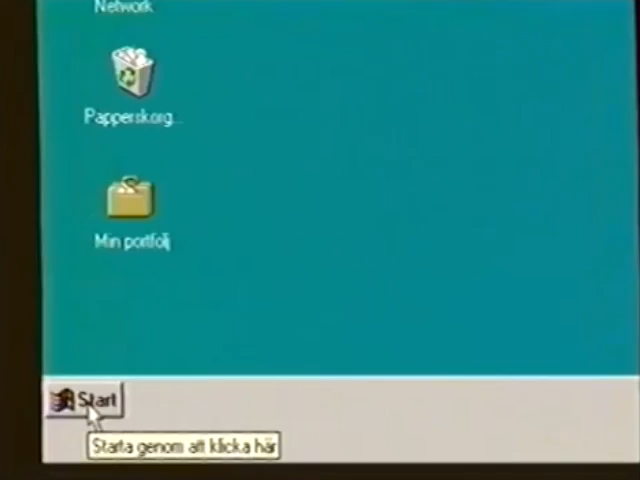 Network
Papperskorg...
Min portfölj
Start
Starta genom att klicka här